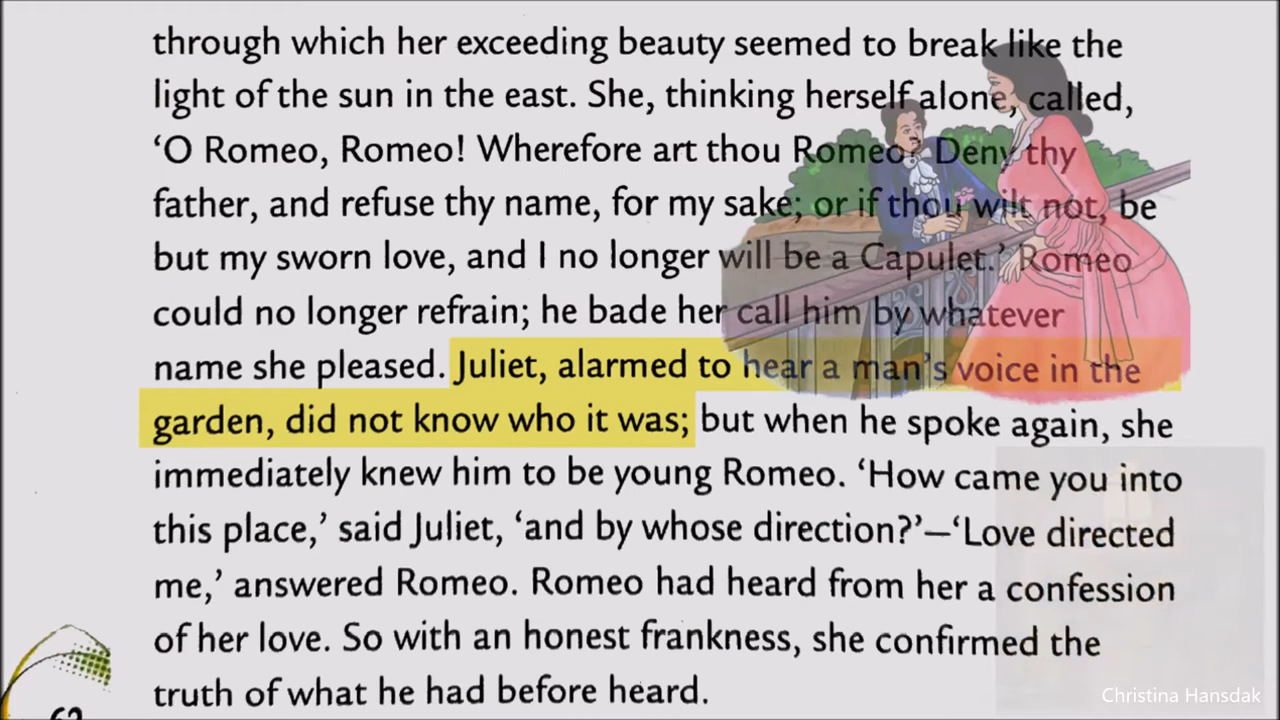 through which her exceeding beauty seemed to break like the
light of the sun in the east. She, thinking herself alone, called,
‘O Romeo, Romeo! Wherefore art thou Romeo? Deny thy
father, and refuse thy name, for my sake; or if thou wilt not, be
but my sworn love, and I no longer will be a Capulet.’ Romeo
could no longer refrain; he bade her call him by whatever
name she pleased. Juliet, alarmed to hear a man’s voice in the
garden, did not know who it was; but when he spoke again, she
immediately knew him to be young Romeo. ‘How came you into
this place,’ said Juliet, ‘and by whose direction?’—‘Love directed
me,’ answered Romeo. Romeo had heard from her a confession
of her love. So with an honest frankness, she confirmed the
truth of what he had before heard.
62
Christina Hansdak